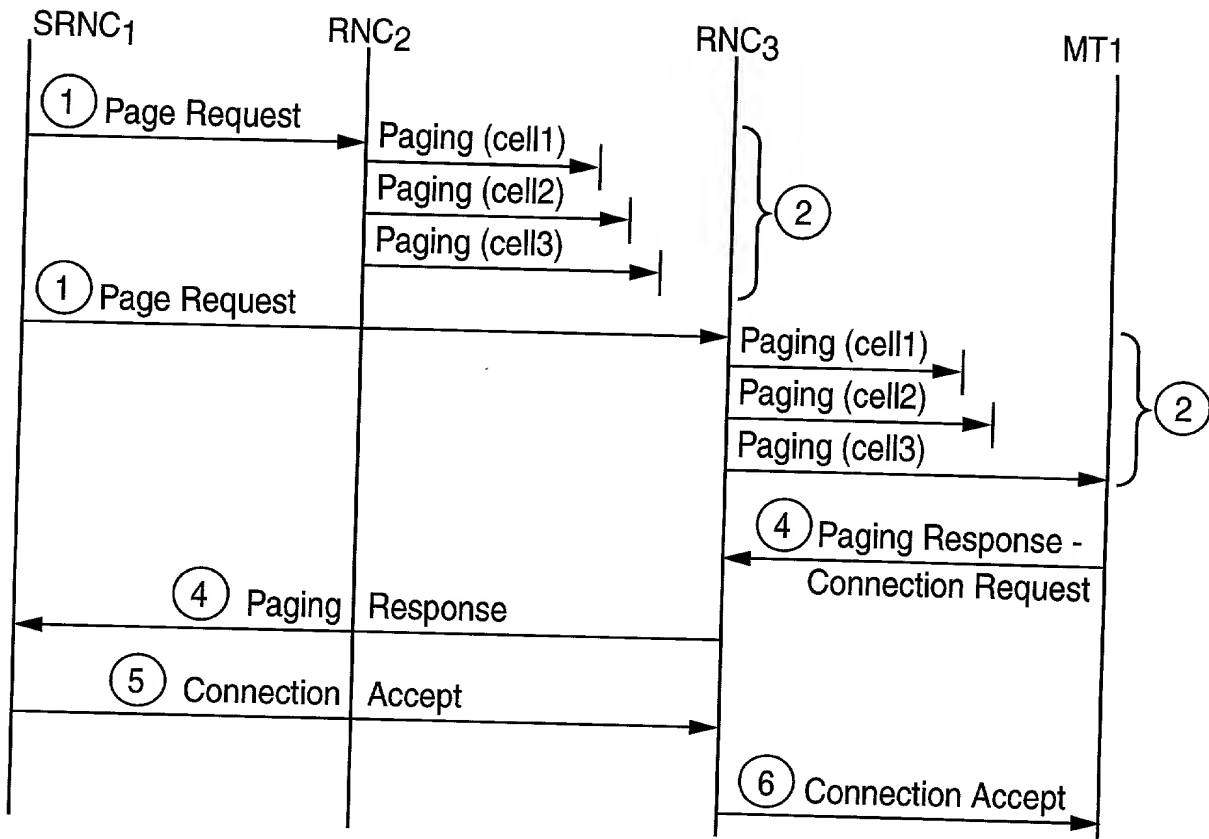 SRNC1
RNC2
RNC3
MT1
1 Page Request
Paging (cell1)
Paging (cell2)
Paging (cell3)
2
1 Page Request
Paging (cell1)
Paging (cell2)
Paging (cell3)
2
4 Paging Response -
Connection Request
4 Paging Response
5 Connection Accept
6 Connection Accept